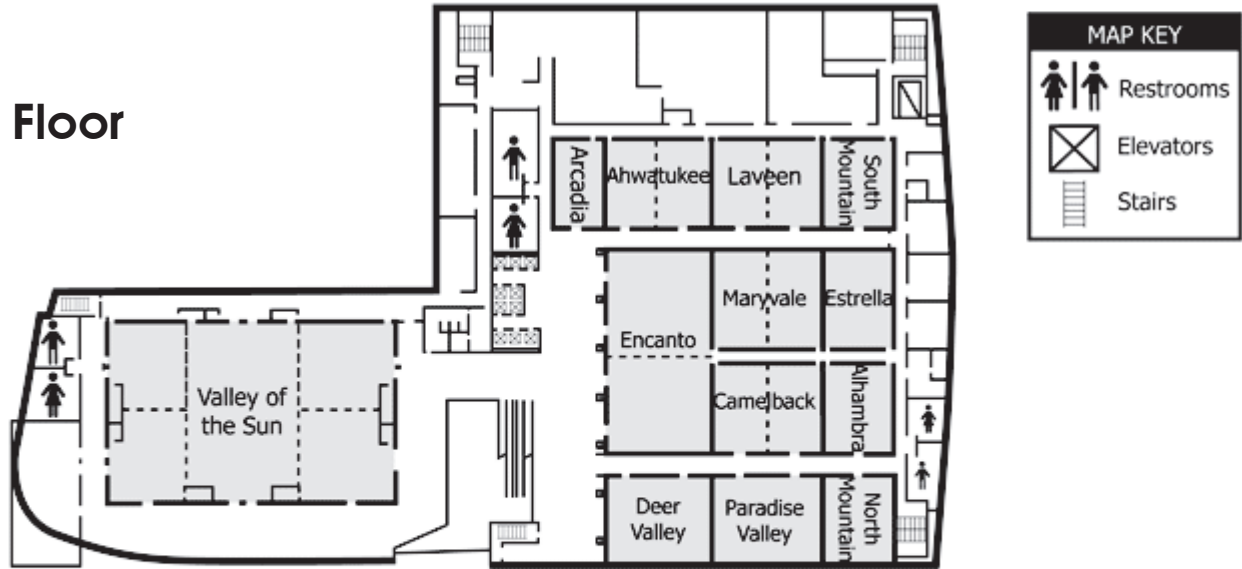 Floor
MAP KEY
Restrooms
Elevators
Stairs
Arcadia
Ahwatukee
Laveen
South
Mountain
Maryvale
Estrella
Encanto
Valley of
the Sun
Camelback
Alhambra
Deer
Valley
Paradise
Valley
North
Mountain